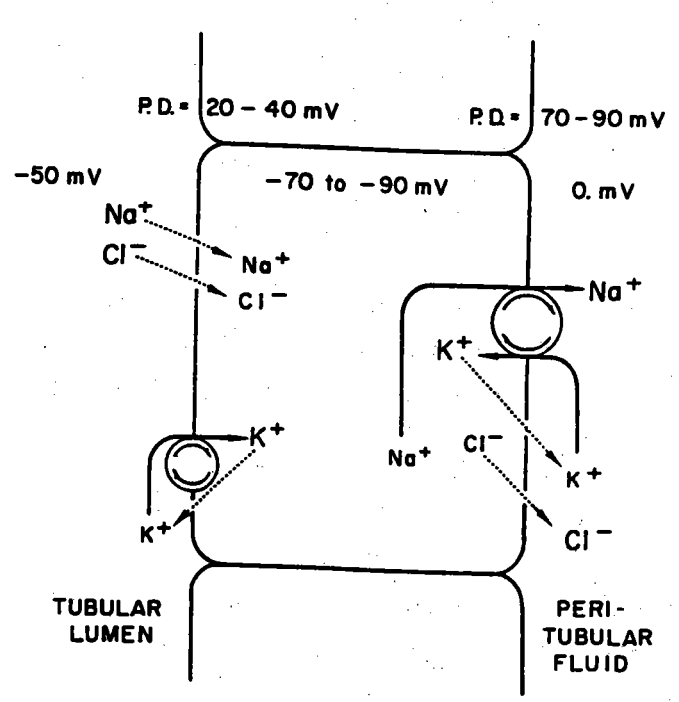 P.D.= 20-40 mV
P.D.= 70-90 mV
-50 mV
-70 to -90 mV
0. mV
Na⁺
Cl⁻
Na⁺
Cl⁻
Na⁺
K⁺
K⁺
Na⁺
Cl⁻
K⁺
K⁺
Cl⁻
TUBULAR
LUMEN
PERI-
TUBULAR
FLUID